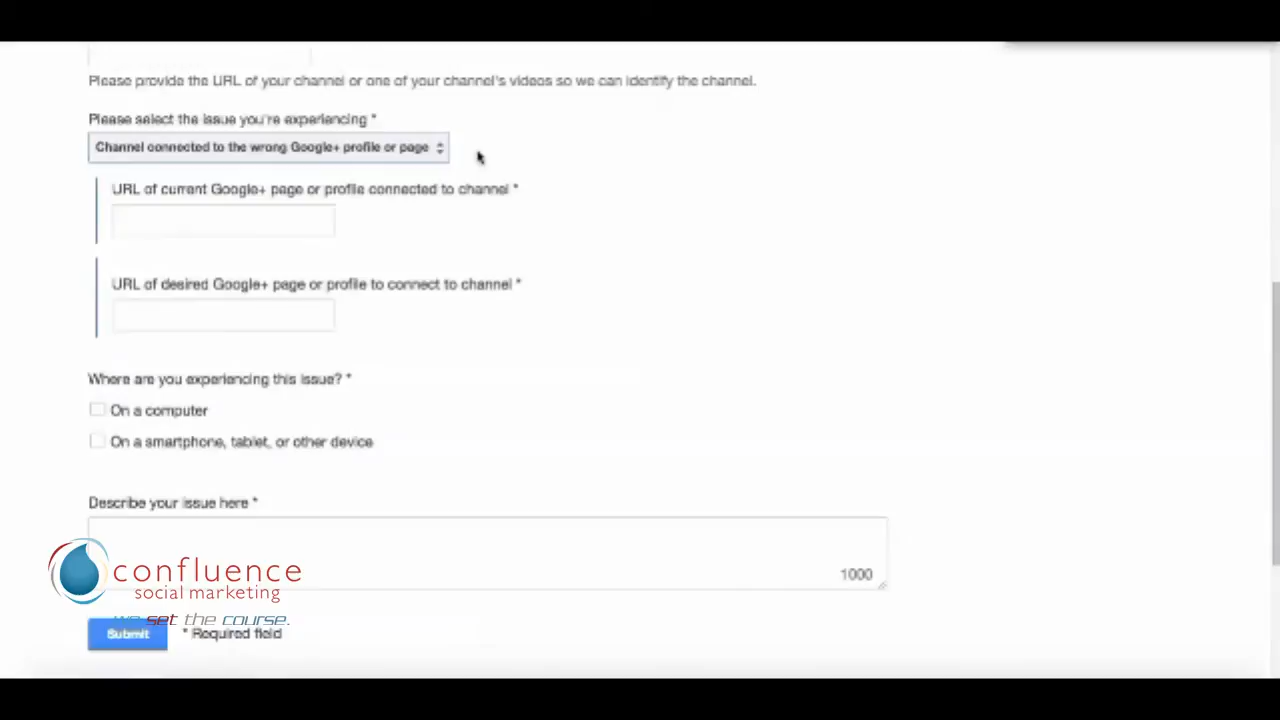 Please provide the URL of your channel or one of your channel's videos so we can identify the channel.
Please select the issue you're experiencing *
Channel connected to the wrong Google+ profile or page
URL of current Google+ page or profile connected to channel *
URL of desired Google+ page or profile to connect to channel *
Where are you experiencing this issue? *
On a computer
On a smartphone, tablet, or other device
Describe your issue here *
1000
confluence
social marketing
we set the course.
Submit
* Required field